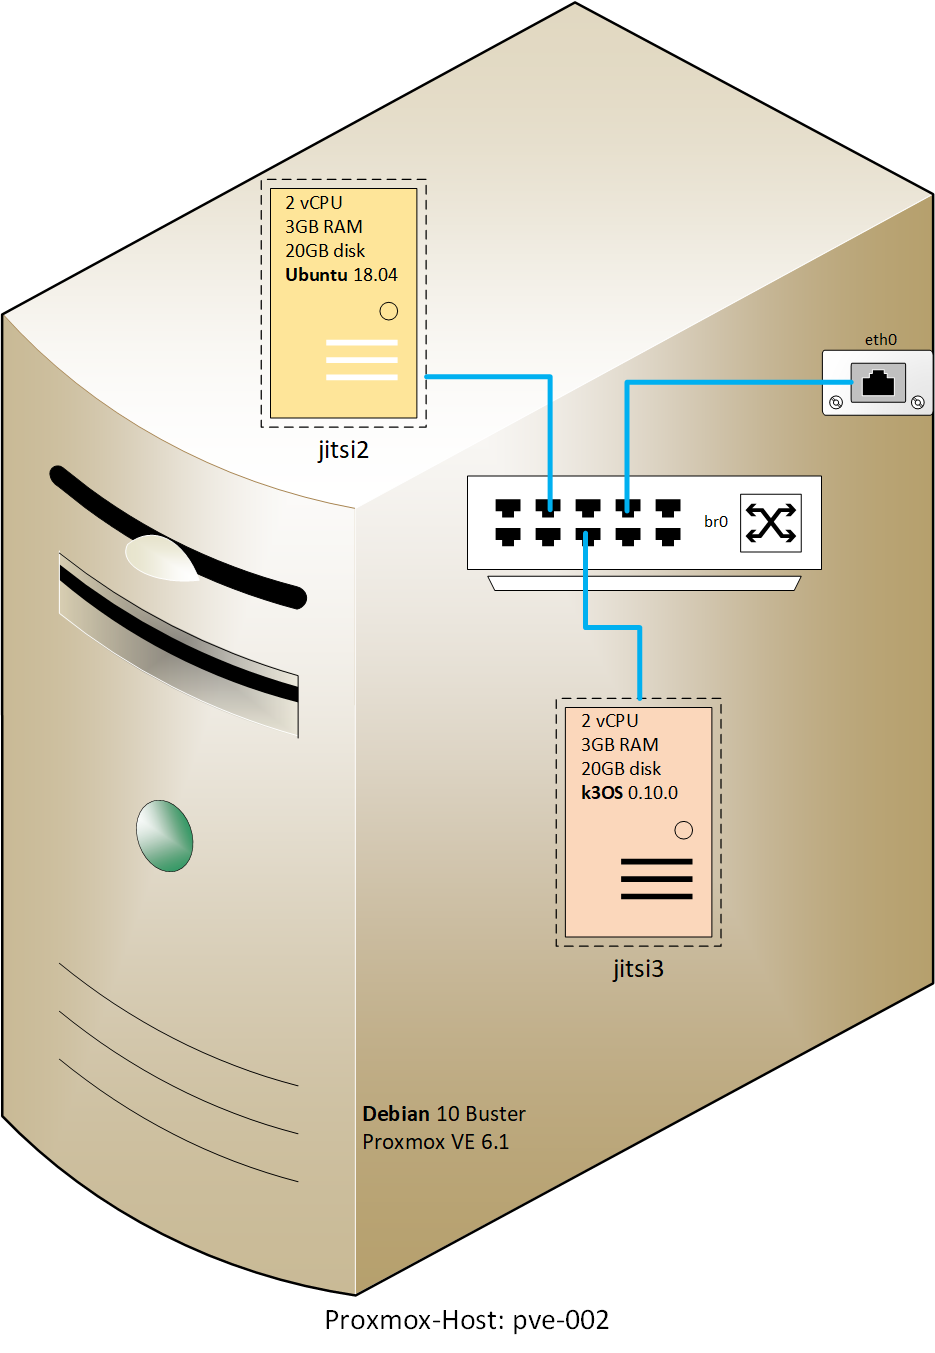 2 vCPU
3GB RAM
20GB disk
Ubuntu 18.04
jitsi2
eth0
br0
2 vCPU
3GB RAM
20GB disk
k3OS 0.10.0
jitsi3
Debian 10 Buster
Proxmox VE 6.1
Proxmox-Host: pve-002